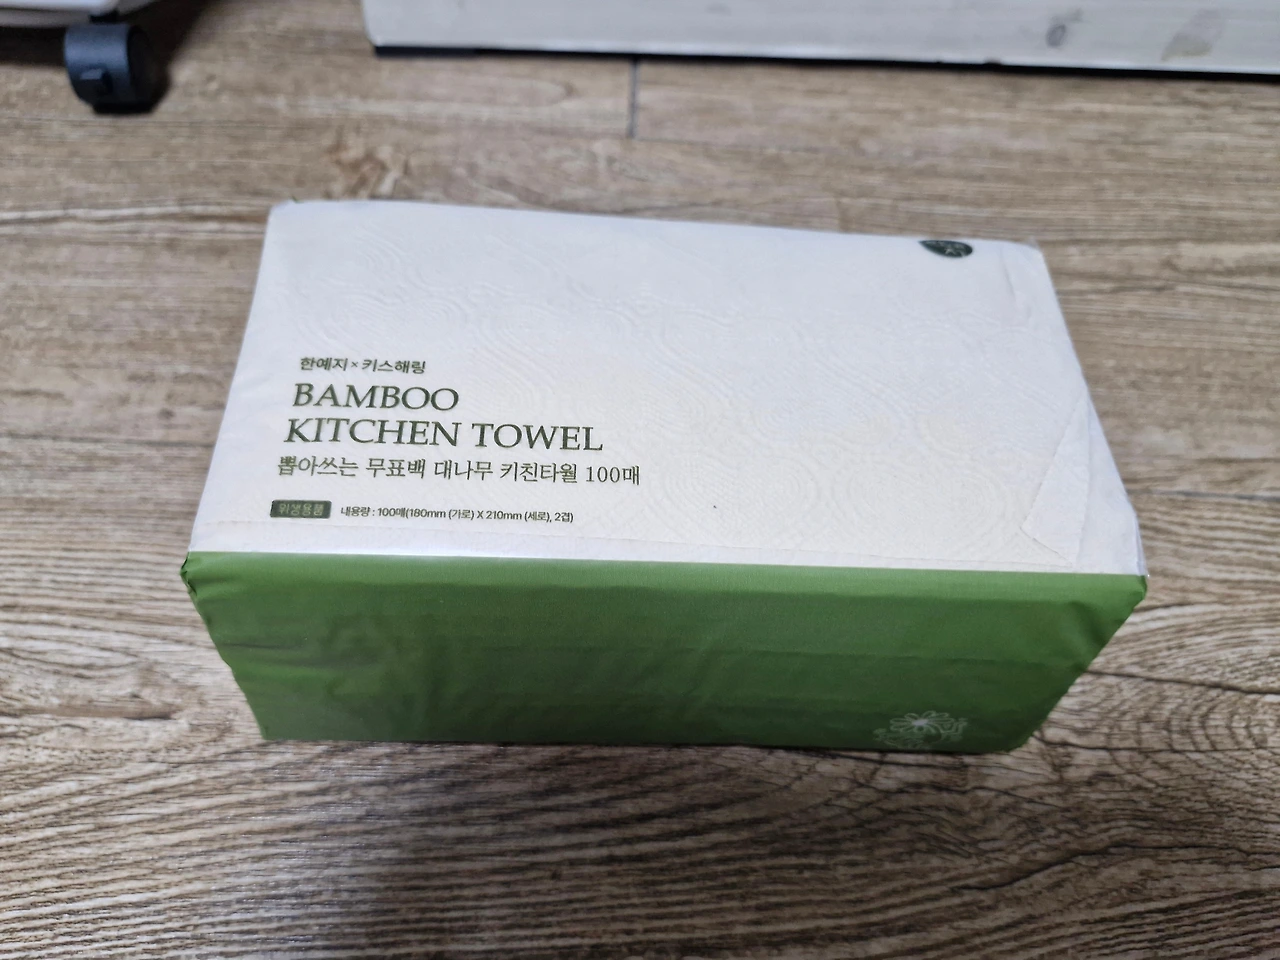 한예지×키스해링
BAMBOO
KITCHEN TOWEL
뽑아쓰는 무표백 대나무 키친타월 100매
위생용품 내용량 : 100매(180mm (가로) X 210mm (세로), 2겹)